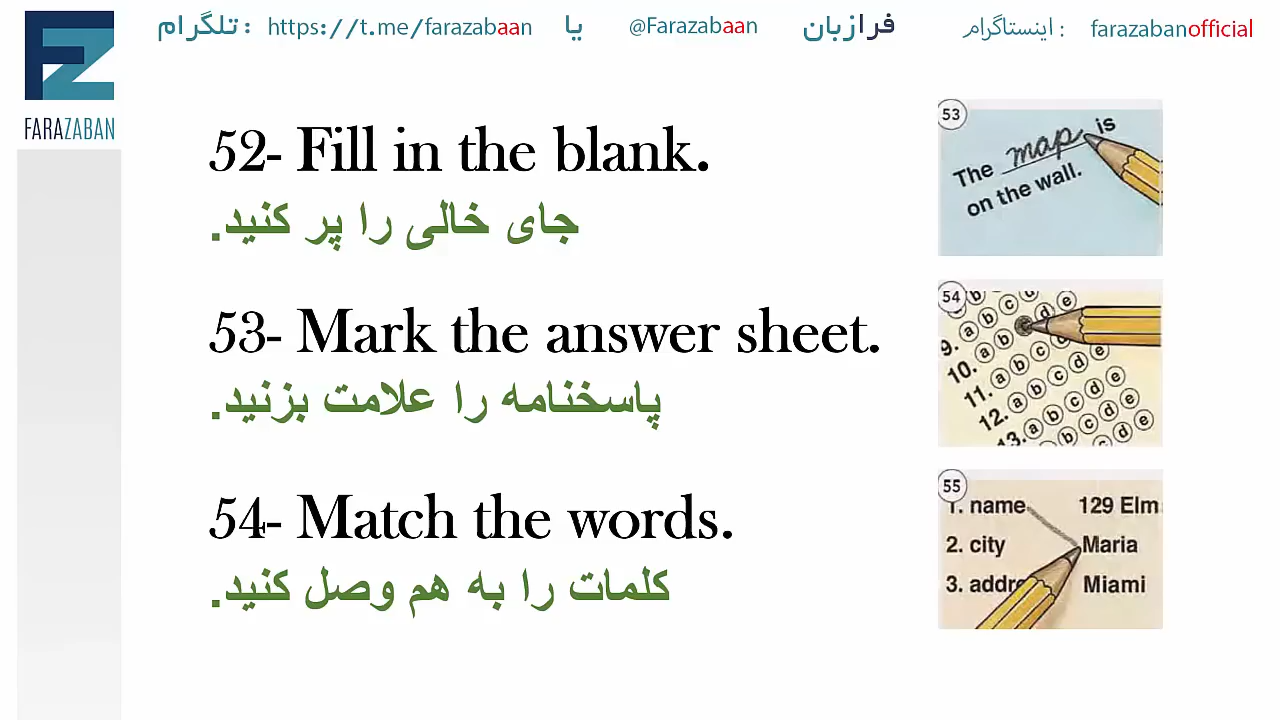 تلگرام : https://t.me/farazabaan یا @Farazabaan فرازبان اینستاگرام : farazabanofficial
FARAZABAN
52- Fill in the blank.
جای خالی را پر کنید.
53- Mark the answer sheet.
پاسخنامه را علامت بزنید.
54- Match the words.
کلمات را به هم وصل کنید.
53
The map is
on the wall.
54
b c d e
9. a b c d e
10. a b c d e
11. a b c d e
12. a b c d e
13. a b c d e
55
1. name 129 Elm
2. city Maria
3. addre Miami